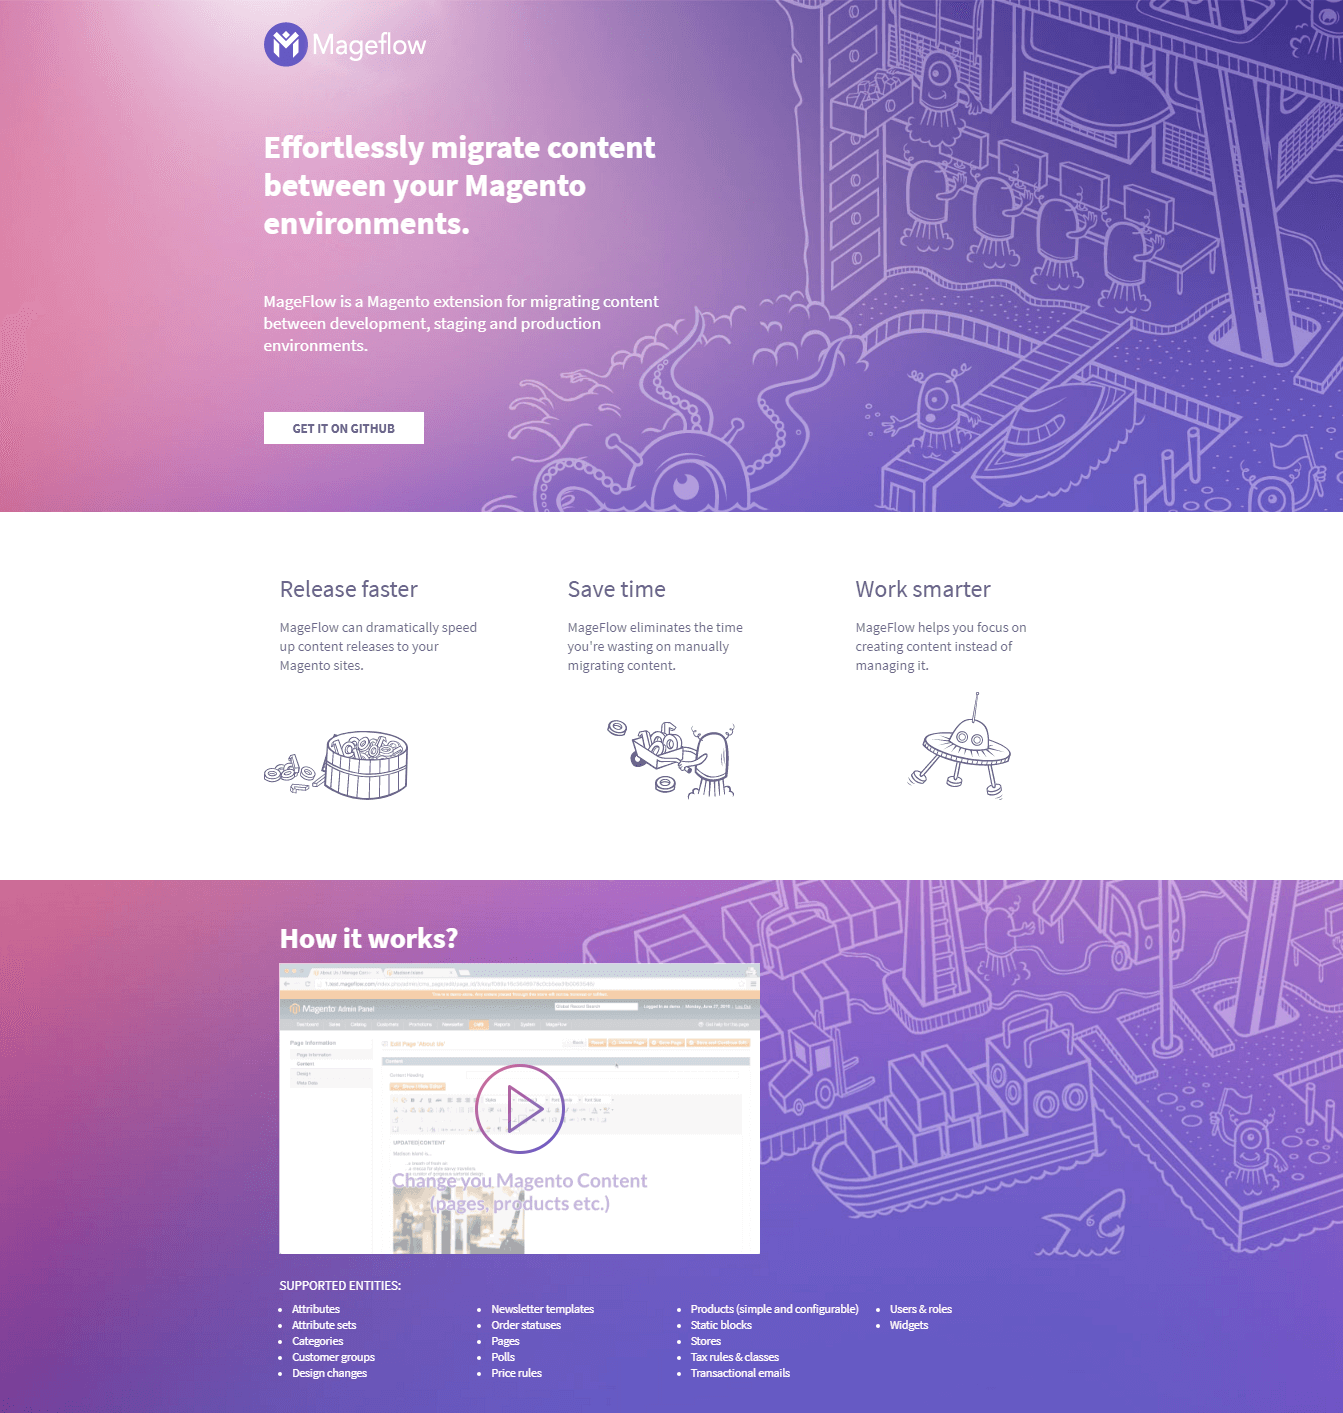 Mageflow
Effortlessly migrate content
between your Magento
environments.
MageFlow is a Magento extension for migrating content
between development, staging and production
environments.
GET IT ON GITHUB
Release faster
MageFlow can dramatically speed
up content releases to your
Magento sites.
Save time
MageFlow eliminates the time
you're wasting on manually
migrating content.
Work smarter
MageFlow helps you focus on
creating content instead of
managing it.
How it works?
Magento Admin Panel
Page Information
Edit Page 'About Us'
Content
UPDATED CONTENT
Change you Magento Content
(pages, products etc.)
SUPPORTED ENTITIES:
Attributes
Attribute sets
Categories
Customer groups
Design changes
Newsletter templates
Order statuses
Pages
Polls
Price rules
Products (simple and configurable)
Static blocks
Stores
Tax rules & classes
Transactional emails
Users & roles
Widgets